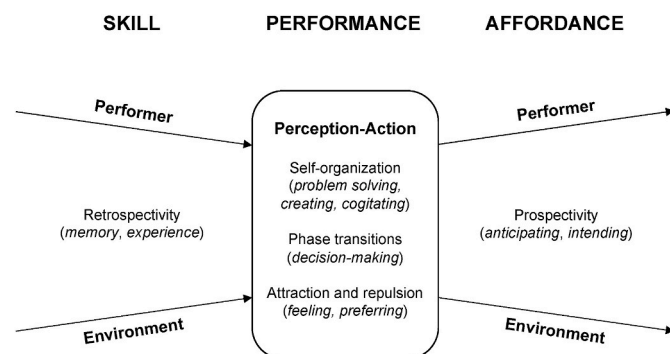 SKILL
PERFORMANCE
AFFORDANCE
Performer
Performer
Perception-Action
Self-organization
(problem solving,
creating, cogitating)
Retrospectivity
(memory, experience)
Prospectivity
(anticipating, intending)
Phase transitions
(decision-making)
Attraction and repulsion
(feeling, preferring)
Environment
Environment